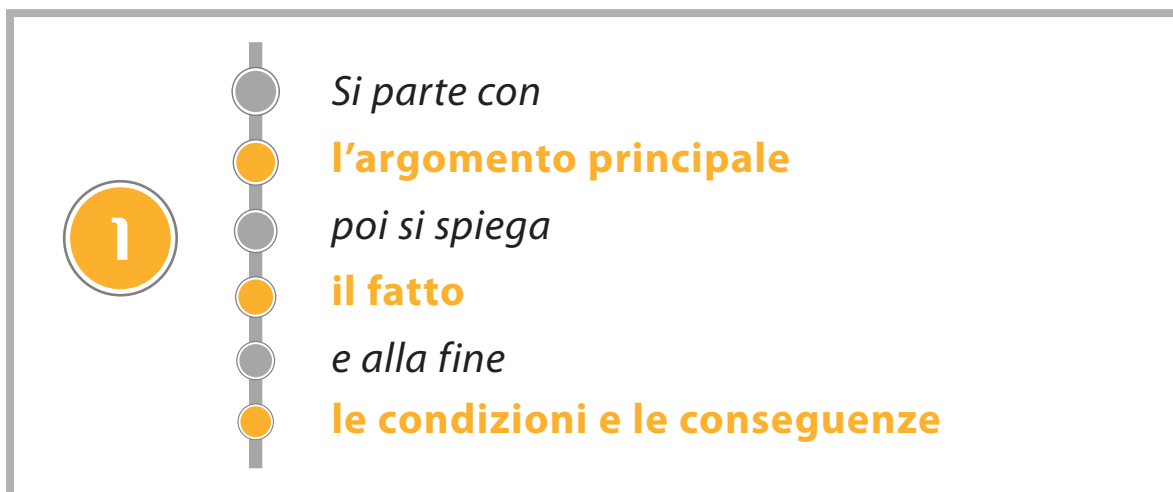 1
Si parte con
l’argomento principale
poi si spiega
il fatto
e alla fine
le condizioni e le conseguenze